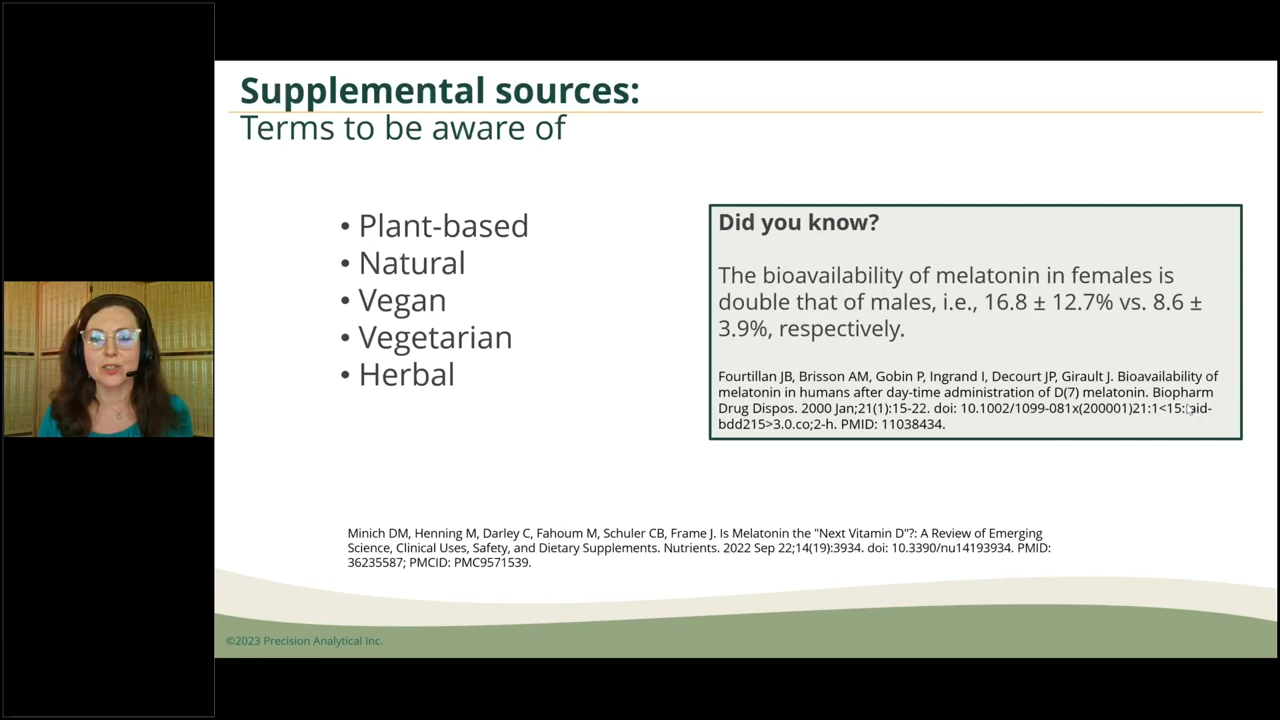 Supplemental sources:
Terms to be aware of
• Plant-based
• Natural
• Vegan
• Vegetarian
• Herbal
Did you know?
The bioavailability of melatonin in females is
double that of males, i.e., 16.8 ± 12.7% vs. 8.6 ±
3.9%, respectively.
Fourtillan JB, Brisson AM, Gobin P, Ingrand I, Decourt JP, Girault J. Bioavailability of
melatonin in humans after day-time administration of D(7) melatonin. Biopharm
Drug Dispos. 2000 Jan;21(1):15-22. doi: 10.1002/1099-081x(200001)21:1<15::aid-
bdd215>3.0.co;2-h. PMID: 11038434.
Minich DM, Henning M, Darley C, Fahoum M, Schuler CB, Frame J. Is Melatonin the "Next Vitamin D"?: A Review of Emerging
Science, Clinical Uses, Safety, and Dietary Supplements. Nutrients. 2022 Sep 22;14(19):3934. doi: 10.3390/nu14193934. PMID:
36235587; PMCID: PMC9571539.
©2023 Precision Analytical Inc.